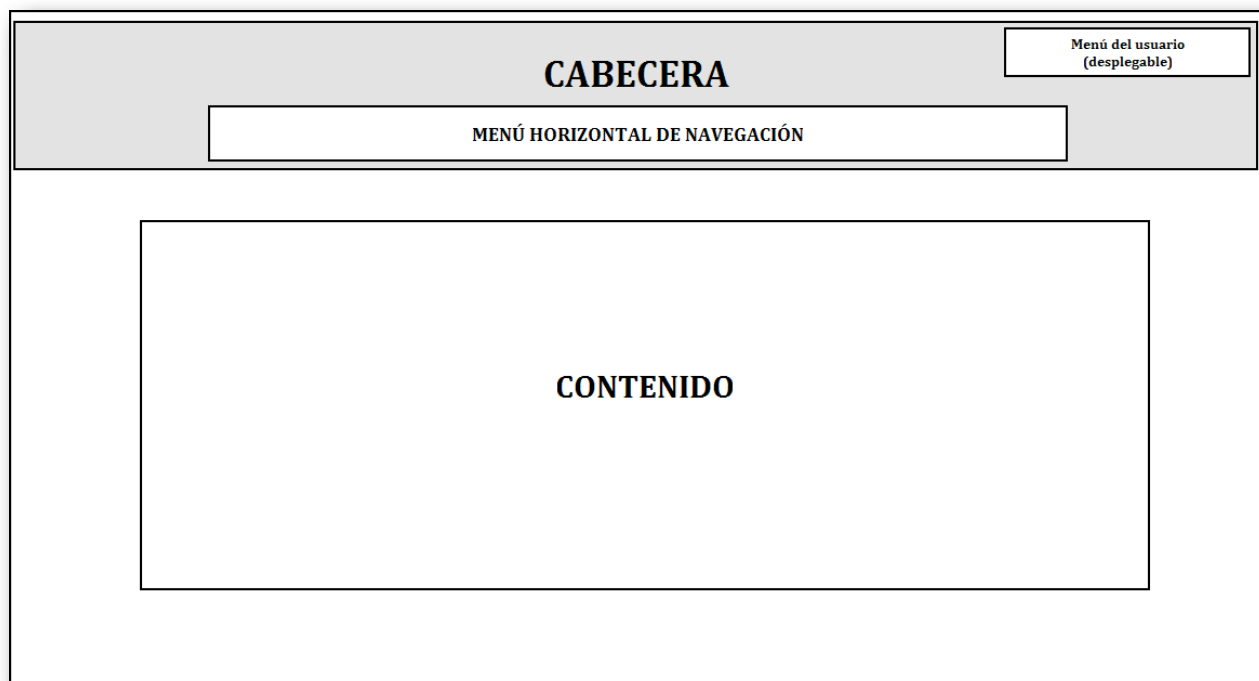 Menú del usuario
(desplegable)
CABECERA
MENÚ HORIZONTAL DE NAVEGACIÓN
CONTENIDO